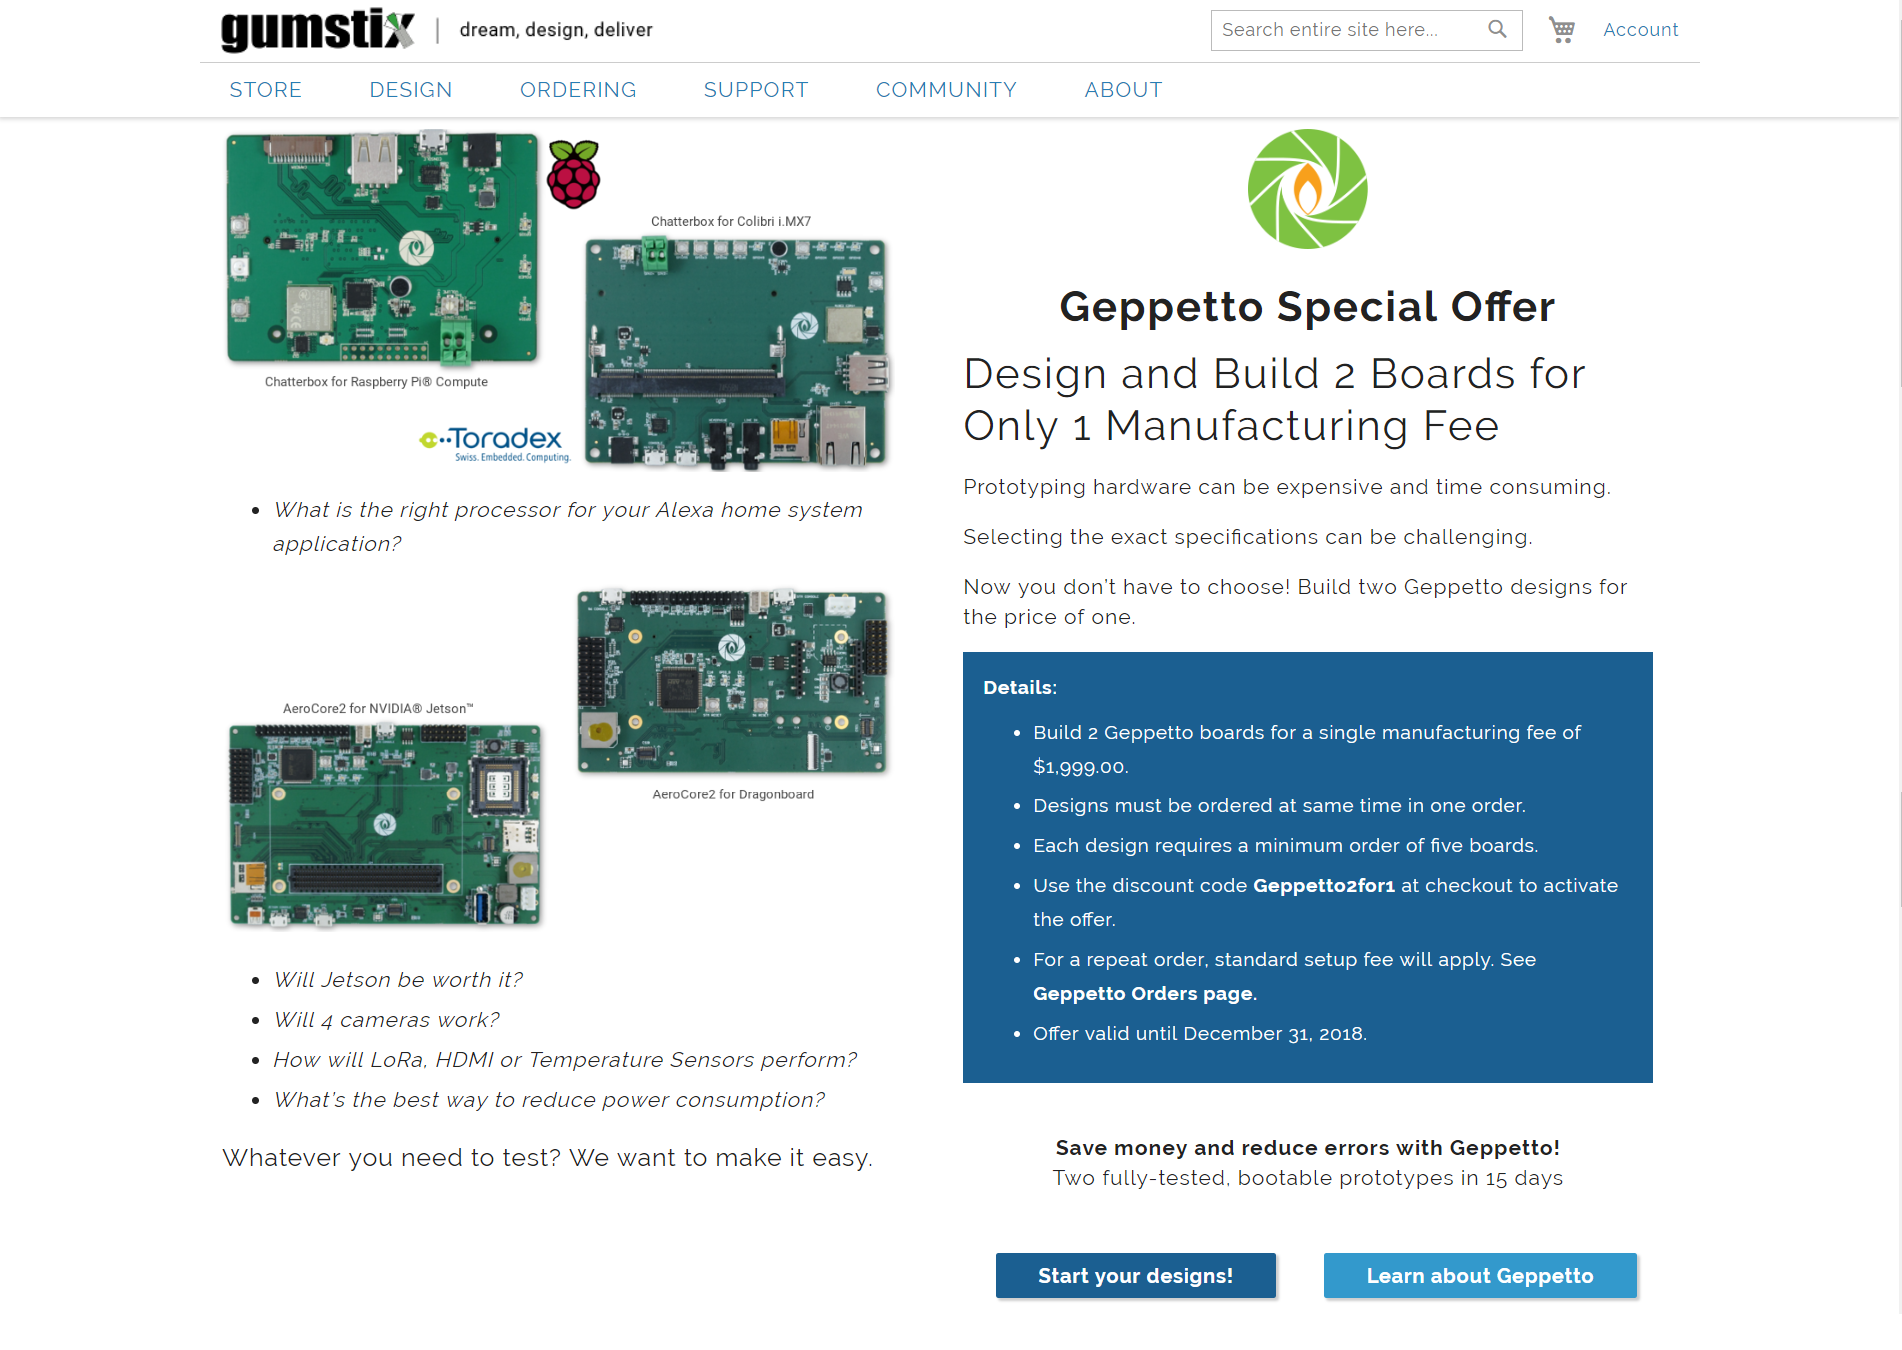 gumstix | dream, design, deliver
Search entire site here...
Account
STORE
DESIGN
ORDERING
SUPPORT
COMMUNITY
ABOUT
Chatterbox for Colibri i.MX7
Chatterbox for Raspberry Pi® Compute
Toradex
Swiss. Embedded. Computing.
• What is the right processor for your Alexa home system
application?
AeroCore2 for NVIDIA® Jetson™
AeroCore2 for Dragonboard
• Will Jetson be worth it?
• Will 4 cameras work?
• How will LoRa, HDMI or Temperature Sensors perform?
• What's the best way to reduce power consumption?
Whatever you need to test? We want to make it easy.
Geppetto Special Offer
Design and Build 2 Boards for
Only 1 Manufacturing Fee
Prototyping hardware can be expensive and time consuming.
Selecting the exact specifications can be challenging.
Now you don’t have to choose! Build two Geppetto designs for
the price of one.
Details:
• Build 2 Geppetto boards for a single manufacturing fee of
$1,999.00.
• Designs must be ordered at same time in one order.
• Each design requires a minimum order of five boards.
• Use the discount code Geppetto2for1 at checkout to activate
the offer.
• For a repeat order, standard setup fee will apply. See
Geppetto Orders page.
• Offer valid until December 31, 2018.
Save money and reduce errors with Geppetto!
Two fully-tested, bootable prototypes in 15 days
Start your designs!
Learn about Geppetto